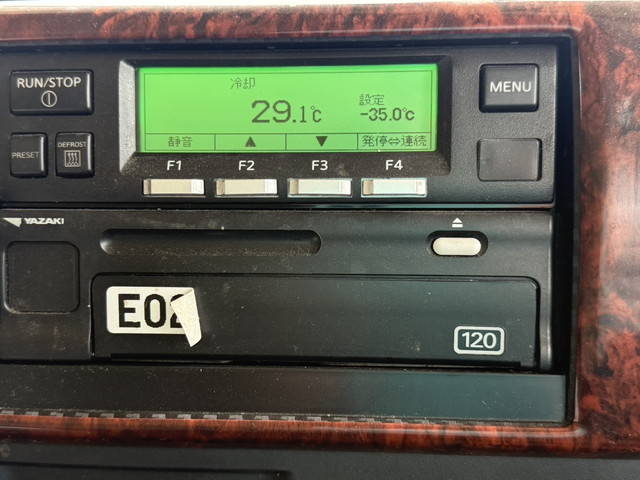 RUN/STOP
冷却
29.1℃
設定
-35.0℃
MENU
静音 ▲ ▼ 発停⇔連続
PRESET
DEFROST
F1 F2 F3 F4
YAZAKI
E02
120